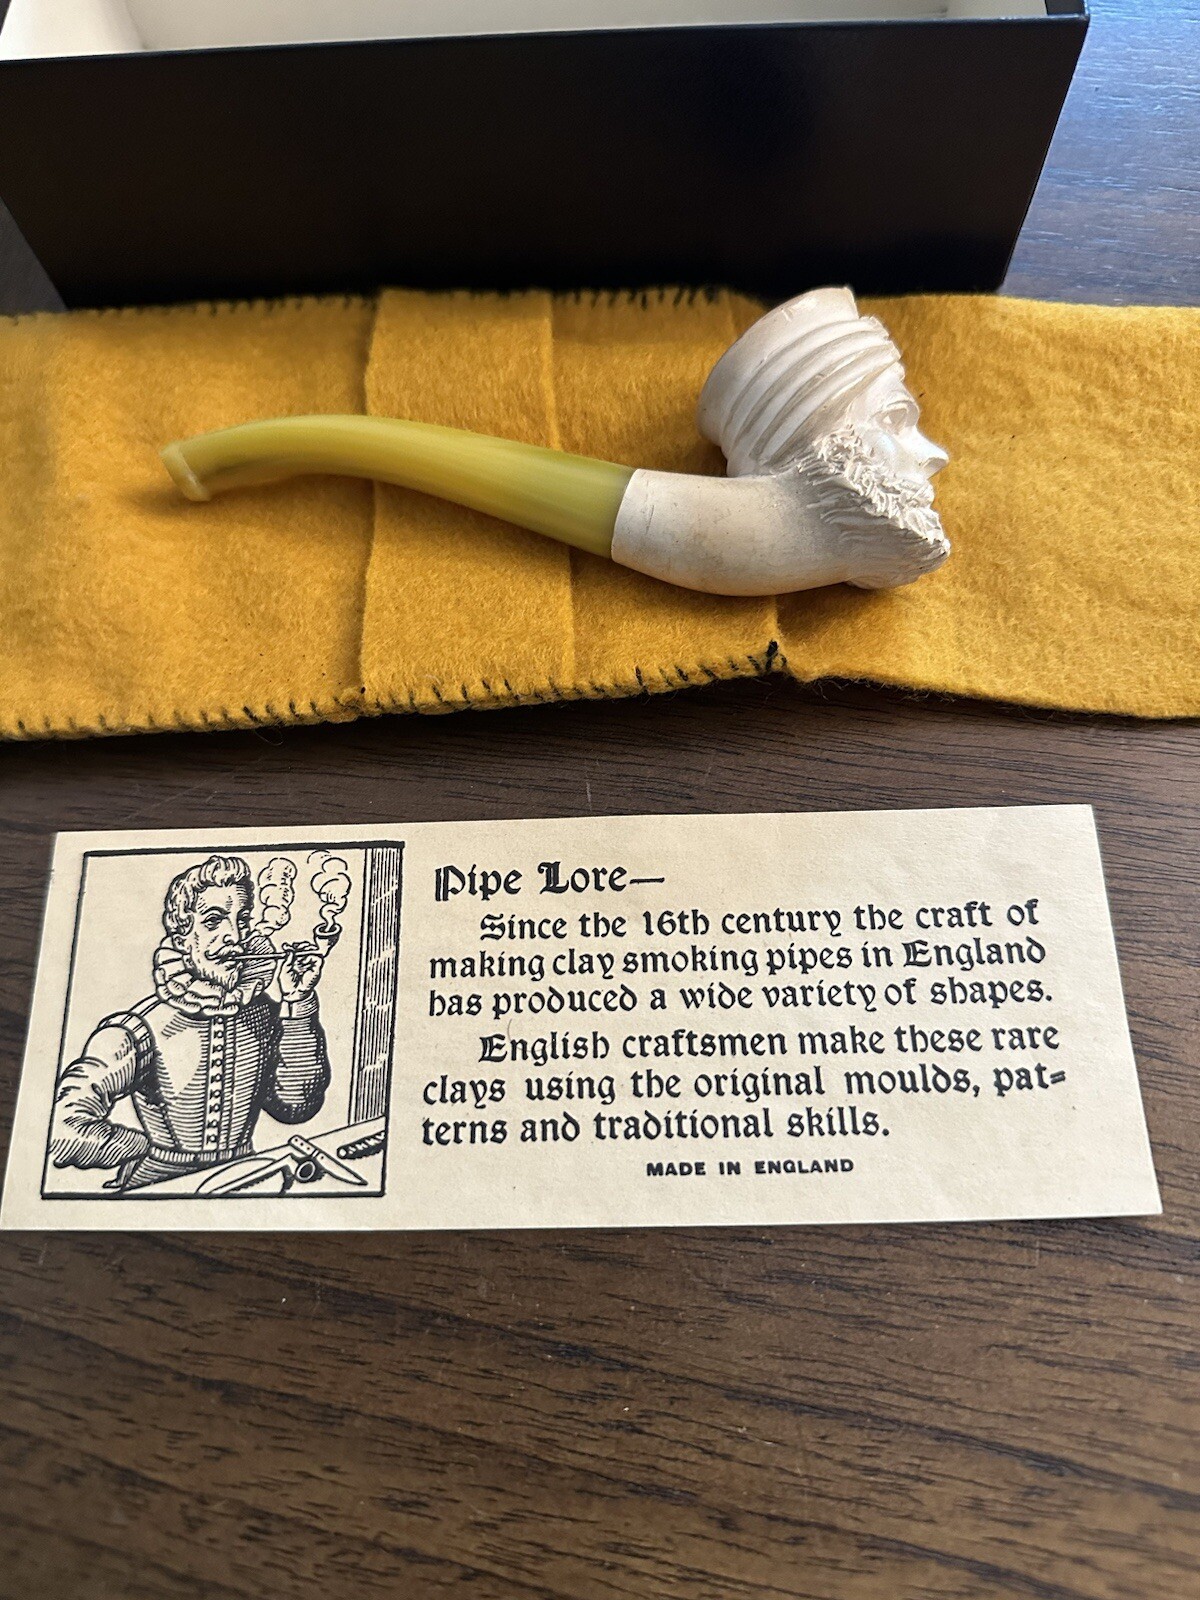 Pipe Lore—
Since the 16th century the craft of
making clay smoking pipes in England
has produced a wide variety of shapes.
English craftsmen make these rare
clays using the original moulds, pat=
terns and traditional skills.
MADE IN ENGLAND